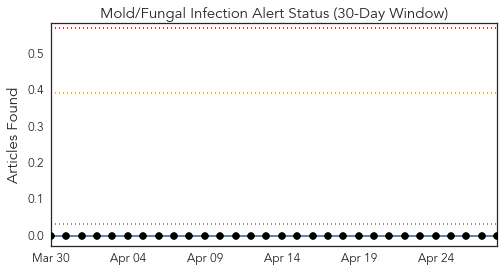 Mold/Fungal Infection Alert Status (30-Day Window)
Articles Found
0.5
0.4
0.3
0.2
0.1
0.0
Mar 30 Apr 04 Apr 09 Apr 14 Apr 19 Apr 24